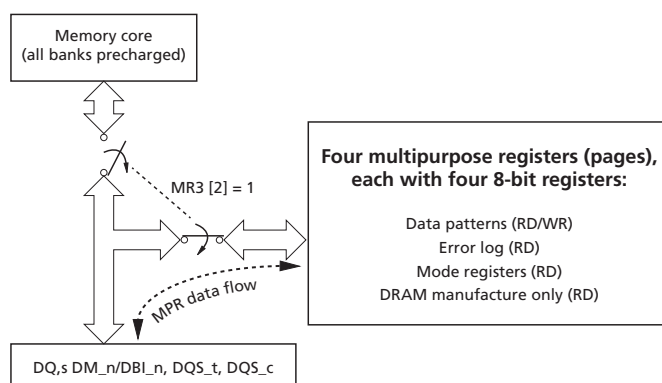 Memory core
(all banks precharged)
MR3 [2] = 1
Four multipurpose registers (pages),
each with four 8-bit registers:
Data patterns (RD/WR)
Error log (RD)
Mode registers (RD)
DRAM manufacture only (RD)
MPR data flow
DQ,s DM_n/DBI_n, DQS_t, DQS_c